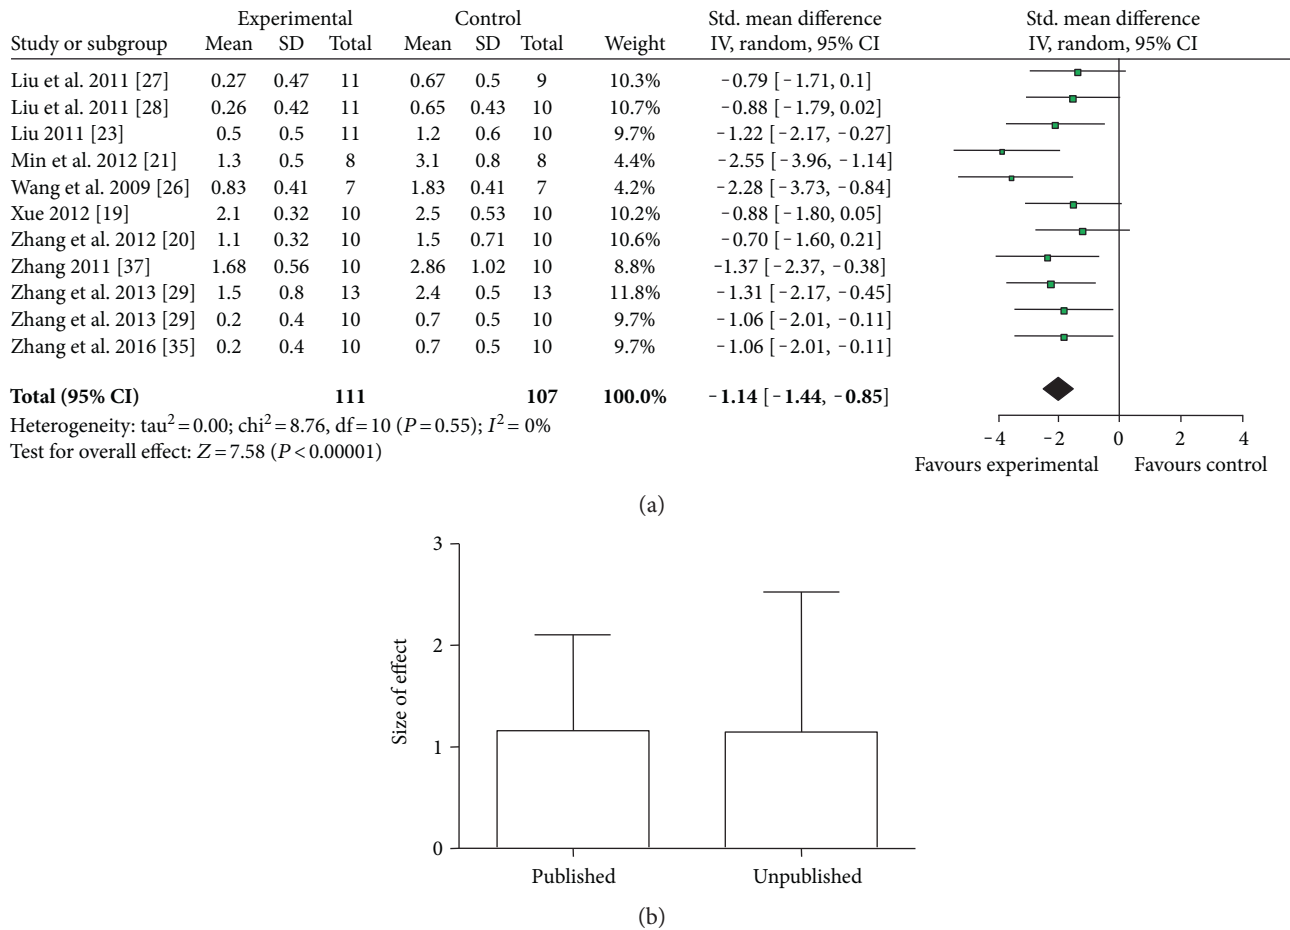 Experimental Control Std. mean difference Std. mean difference
Study or subgroup Mean SD Total Mean SD Total Weight IV, random, 95% CI IV, random, 95% CI
Liu et al. 2011 [27] 0.27 0.47 11 0.67 0.5 9 10.3% −0.79 [−1.71, 0.1]
Liu et al. 2011 [28] 0.26 0.42 11 0.65 0.43 10 10.7% −0.88 [−1.79, 0.02]
Liu 2011 [23] 0.5 0.5 11 1.2 0.6 10 9.7% −1.22 [−2.17, −0.27]
Min et al. 2012 [21] 1.3 0.5 8 3.1 0.8 8 4.4% −2.55 [−3.96, −1.14]
Wang et al. 2009 [26] 0.83 0.41 7 1.83 0.41 7 4.2% −2.28 [−3.73, −0.84]
Xue 2012 [19] 2.1 0.32 10 2.5 0.53 10 10.2% −0.88 [−1.80, 0.05]
Zhang et al. 2012 [20] 1.1 0.32 10 1.5 0.71 10 10.6% −0.70 [−1.60, 0.21]
Zhang 2011 [37] 1.68 0.56 10 2.86 1.02 10 8.8% −1.37 [−2.37, −0.38]
Zhang et al. 2013 [29] 1.5 0.8 13 2.4 0.5 13 11.8% −1.31 [−2.17, −0.45]
Zhang et al. 2013 [29] 0.2 0.4 10 0.7 0.5 10 9.7% −1.06 [−2.01, −0.11]
Zhang et al. 2016 [35] 0.2 0.4 10 0.7 0.5 10 9.7% −1.06 [−2.01, −0.11]
Total (95% CI) 111 107 100.0% −1.14 [−1.44, −0.85]
Heterogeneity: tau² = 0.00; chi² = 8.76, df = 10 (P = 0.55); I² = 0%
Test for overall effect: Z = 7.58 (P < 0.00001)
−4 −2 0 2 4
Favours experimental Favours control
(a)
3
2
1
0
Size of effect
Published Unpublished
(b)